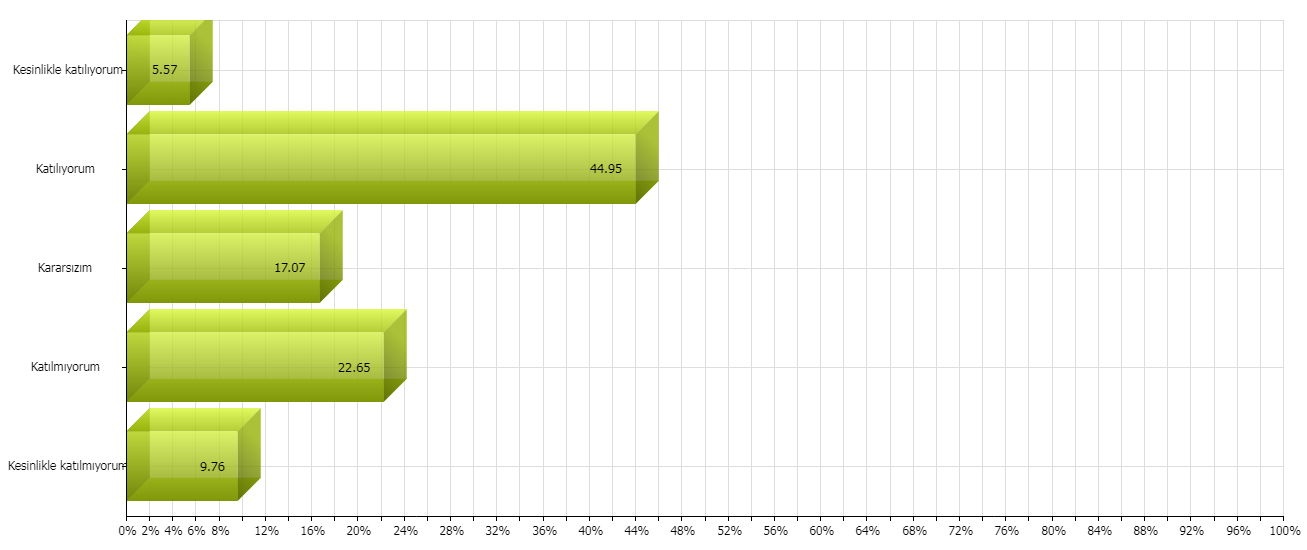 Kesinlikle katılıyorum
5.57
Katılıyorum
44.95
Kararsızım
17.07
Katılmıyorum
22.65
Kesinlikle katılmıyorum
9.76
0% 2% 4% 6% 8% 12% 16% 20% 24% 28% 32% 36% 40% 44% 48% 52% 56% 60% 64% 68% 72% 76% 80% 84% 88% 92% 96% 100%